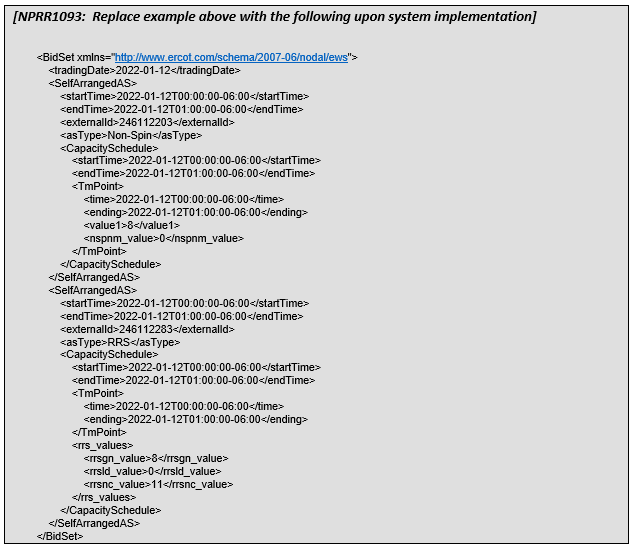 [NPRR1093:  Replace example above with the following upon system implementation]
<BidSet xmlns="http://www.ercot.com/schema/2007-06/nodal/ews">
<tradingDate>2022-01-12</tradingDate>
<SelfArrangedAS>
<startTime>2022-01-12T00:00:00-06:00</startTime>
<endTime>2022-01-12T01:00:00-06:00</endTime>
<externalId>246112203</externalId>
<asType>Non-Spin</asType>
<CapacitySchedule>
<startTime>2022-01-12T00:00:00-06:00</startTime>
<endTime>2022-01-12T01:00:00-06:00</endTime>
<TmPoint>
<time>2022-01-12T00:00:00-06:00</time>
<ending>2022-01-12T01:00:00-06:00</ending>
<value1>8</value1>
<nspnm_value>0</nspnm_value>
</TmPoint>
</CapacitySchedule>
</SelfArrangedAS>
<SelfArrangedAS>
<startTime>2022-01-12T00:00:00-06:00</startTime>
<endTime>2022-01-12T01:00:00-06:00</endTime>
<externalId>246112283</externalId>
<asType>RRS</asType>
<CapacitySchedule>
<startTime>2022-01-12T00:00:00-06:00</startTime>
<endTime>2022-01-12T01:00:00-06:00</endTime>
<TmPoint>
<time>2022-01-12T00:00:00-06:00</time>
<ending>2022-01-12T01:00:00-06:00</ending>
</TmPoint>
<rrs_values>
<rrsgn_value>8</rrsgn_value>
<rrsld_value>0</rrsld_value>
<rrsnc_value>11</rrsnc_value>
</rrs_values>
</CapacitySchedule>
</SelfArrangedAS>
</BidSet>